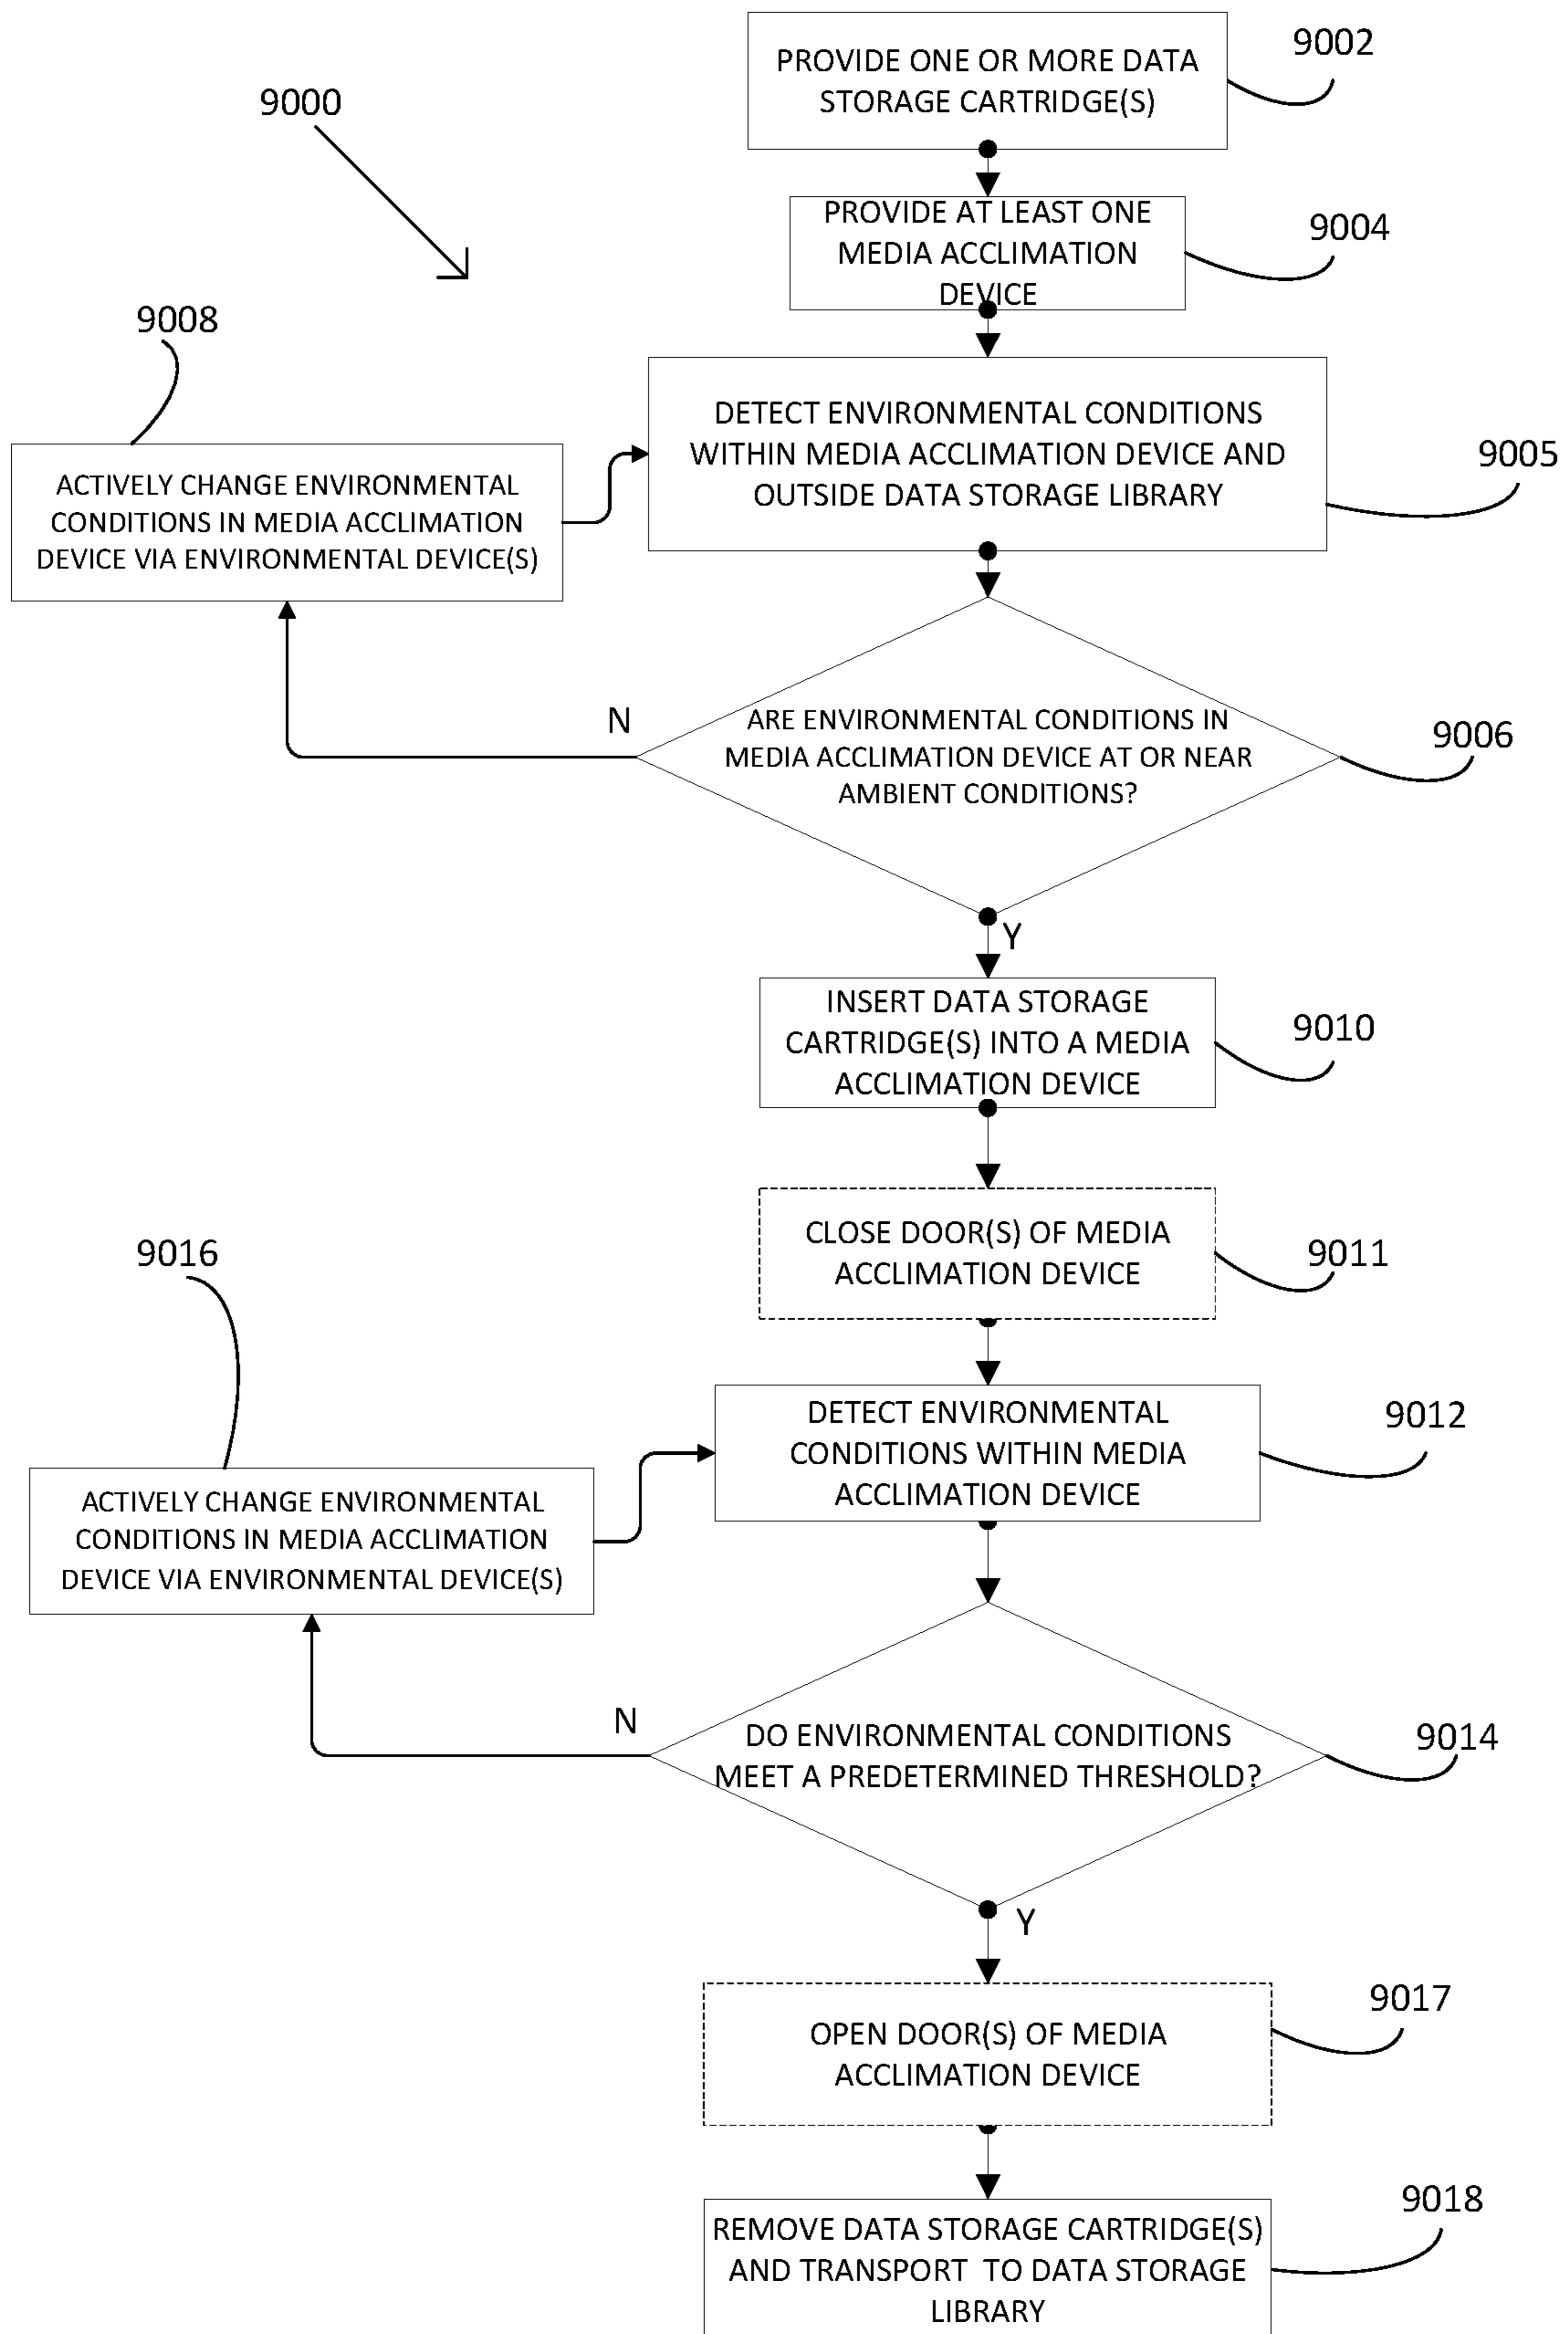 9002
PROVIDE ONE OR MORE DATA
STORAGE CARTRIDGE(S)
9000
PROVIDE AT LEAST ONE
MEDIA ACCLIMATION
DEVICE
9004
9008
DETECT ENVIRONMENTAL CONDITIONS
WITHIN MEDIA ACCLIMATION DEVICE AND
OUTSIDE DATA STORAGE LIBRARY
9005
ACTIVELY CHANGE ENVIRONMENTAL
CONDITIONS IN MEDIA ACCLIMATION
DEVICE VIA ENVIRONMENTAL DEVICE(S)
N
ARE ENVIRONMENTAL CONDITIONS IN
MEDIA ACCLIMATION DEVICE AT OR NEAR
AMBIENT CONDITIONS?
9006
Y
INSERT DATA STORAGE
CARTRIDGE(S) INTO A MEDIA
ACCLIMATION DEVICE
9010
CLOSE DOOR(S) OF MEDIA
ACCLIMATION DEVICE
9011
9016
DETECT ENVIRONMENTAL
CONDITIONS WITHIN MEDIA
ACCLIMATION DEVICE
9012
ACTIVELY CHANGE ENVIRONMENTAL
CONDITIONS IN MEDIA ACCLIMATION
DEVICE VIA ENVIRONMENTAL DEVICE(S)
N
DO ENVIRONMENTAL CONDITIONS
MEET A PREDETERMINED THRESHOLD?
9014
Y
OPEN DOOR(S) OF MEDIA
ACCLIMATION DEVICE
9017
REMOVE DATA STORAGE CARTRIDGE(S)
AND TRANSPORT TO DATA STORAGE
LIBRARY
9018